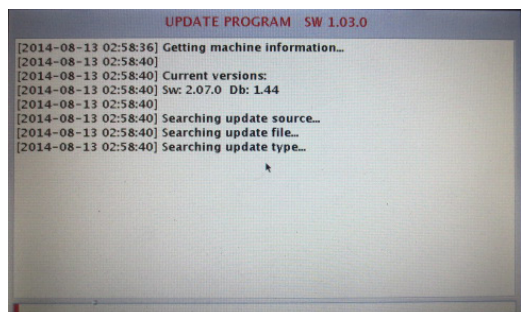 UPDATE PROGRAM SW 1.03.0
[2014-08-13 02:58:36] Getting machine information...
[2014-08-13 02:58:40]
[2014-08-13 02:58:40] Current versions:
[2014-08-13 02:58:40] Sw: 2.07.0 Db: 1.44
[2014-08-13 02:58:40]
[2014-08-13 02:58:40] Searching update source...
[2014-08-13 02:58:40] Searching update file...
[2014-08-13 02:58:40] Searching update type...